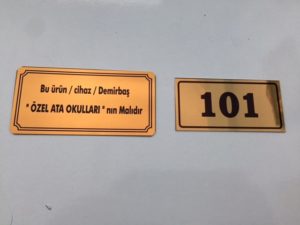 Bu ürün / cihaz / Demirbaş
" ÖZEL ATA OKULLARI " nın Malıdır
101